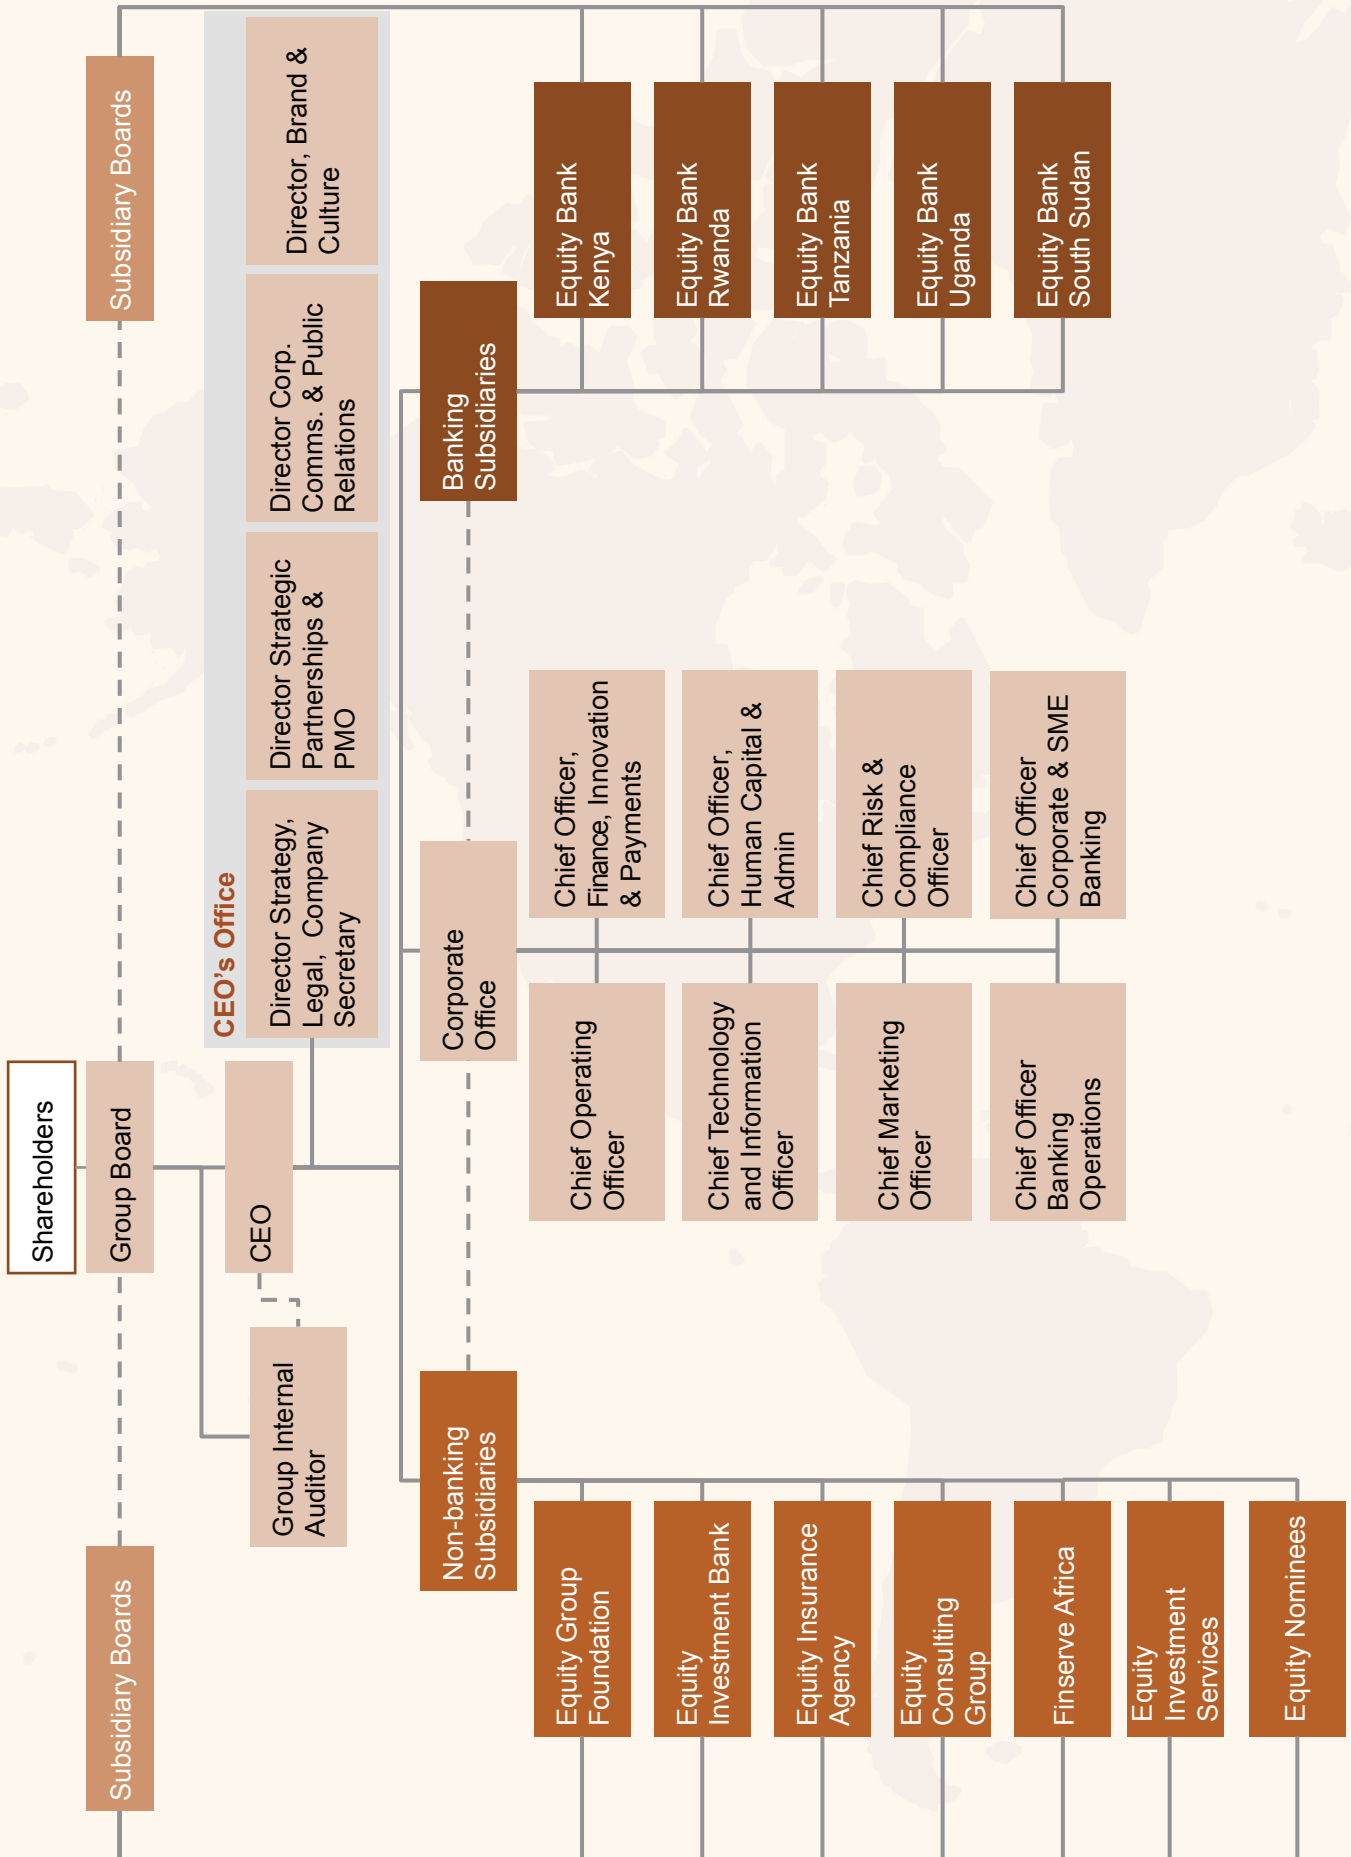 Shareholders
Subsidiary Boards
Group Board
Subsidiary Boards
CEO's Office
Group Internal
Auditor
CEO
Director Strategy,
Legal, Company
Secretary
Director Strategic
Partnerships &
PMO
Director Corp.
Comms. & Public
Relations
Director, Brand &
Culture
Non-banking
Subsidiaries
Corporate
Office
Banking
Subsidiaries
Equity Group
Foundation
Equity
Investment Bank
Equity Insurance
Agency
Equity
Consulting
Group
Finserve Africa
Equity
Investment
Services
Equity Nominees
Chief Operating
Officer
Chief Officer,
Finance, Innovation
& Payments
Chief Technology
and Information
Officer
Chief Officer,
Human Capital &
Admin
Chief Marketing
Officer
Chief Risk &
Compliance
Officer
Chief Officer
Banking
Operations
Chief Officer
Corporate & SME
Banking
Equity Bank
Kenya
Equity Bank
Rwanda
Equity Bank
Tanzania
Equity Bank
Uganda
Equity Bank
South Sudan